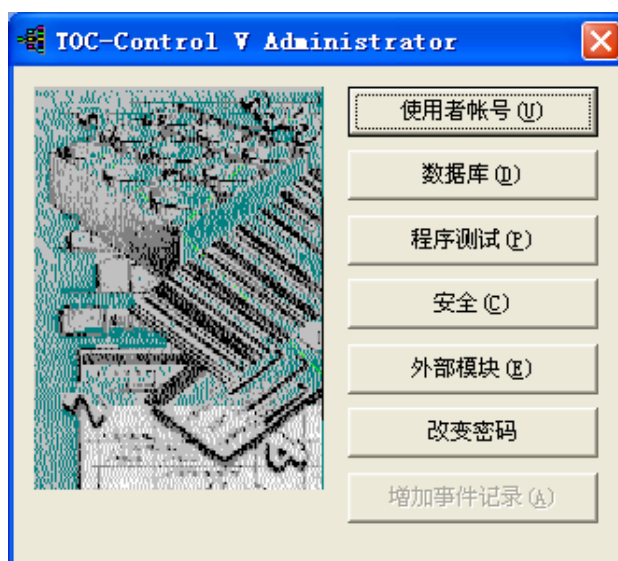 TOC-Control V Administrator
使用者帐号(U)
数据库(D)
程序测试(P)
安全(C)
外部模块(E)
改变密码
增加事件记录(A)